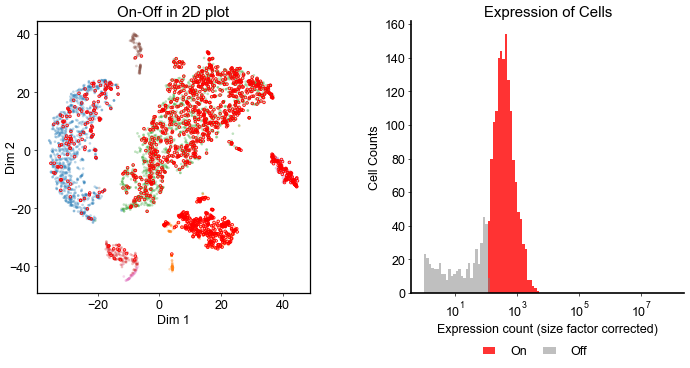 On-Off in 2D plot
40
20
0
−20
−40
Dim 2
−20
0
20
40
Dim 1
Expression of Cells
160
140
120
100
80
60
40
20
0
Cell Counts
10^1
10^3
10^5
10^7
Expression count (size factor corrected)
On
Off